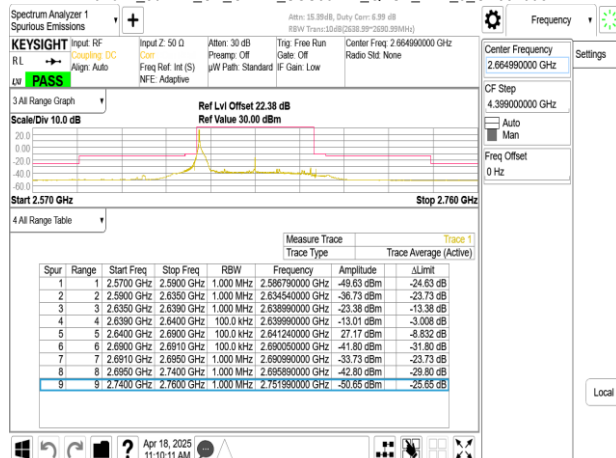 Spectrum Analyzer 1
Spurious Emissions
Attn: 15.39dB, Duty Corr: 6.99 dB
RBW Trans:10dB(2638.99*2690.99MHz)
Frequency
KEYSIGHT Input: RF Input Z: 50 Ω Atten: 30 dB Trig: Free Run Center Freq: 2.664990000 GHz
RL Coupling: DC Corr Preamp: Off Gate: Off Radio Std: None
Align: Auto Freq Ref: Int (S) µW Path: Standard IF Gain: Low
LXI PASS NFE: Adaptive
Center Frequency
2.664990000 GHz
Settings
CF Step
4.399000000 GHz
Auto
Man
Freq Offset
0 Hz
3 All Range Graph
Scale/Div 10.0 dB
Ref Lvl Offset 22.38 dB
Ref Value 30.00 dBm
20.0
0.00
-20.0
-40.0
-60.0
Start 2.570 GHz Stop 2.760 GHz
4 All Range Table
Measure Trace Trace 1
Trace Type Trace Average (Active)
Spur Range Start Freq Stop Freq RBW Frequency Amplitude ΔLimit
1 1 2.5700 GHz 2.5900 GHz 1.000 MHz 2.586790000 GHz -49.63 dBm -24.63 dB
2 2 2.5900 GHz 2.6350 GHz 1.000 MHz 2.634540000 GHz -36.73 dBm -23.73 dB
3 3 2.6350 GHz 2.6390 GHz 1.000 MHz 2.638990000 GHz -23.38 dBm -13.38 dB
4 4 2.6390 GHz 2.6400 GHz 100.0 kHz 2.639990000 GHz -13.01 dBm -3.008 dB
5 5 2.6400 GHz 2.6900 GHz 100.0 kHz 2.641240000 GHz 27.17 dBm -8.832 dB
6 6 2.6900 GHz 2.6910 GHz 100.0 kHz 2.690050000 GHz -41.80 dBm -31.80 dB
7 7 2.6910 GHz 2.6950 GHz 1.000 MHz 2.690990000 GHz -33.73 dBm -23.73 dB
8 8 2.6950 GHz 2.7400 GHz 1.000 MHz 2.695890000 GHz -42.80 dBm -29.80 dB
9 9 2.7400 GHz 2.7600 GHz 1.000 MHz 2.751990000 GHz -50.65 dBm -25.65 dB
Local
? Apr 18, 2025
11:10:11 AM